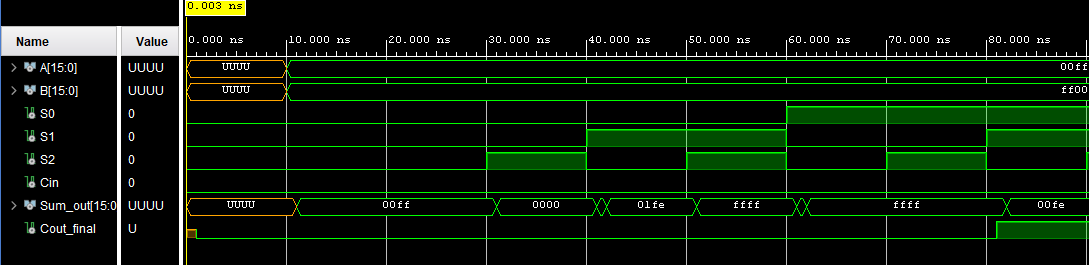 0.003 ns
Name Value
0.000 ns 10.000 ns 20.000 ns 30.000 ns 40.000 ns 50.000 ns 60.000 ns 70.000 ns 80.000 ns
A[15:0] UUUU UUUU 00ff
B[15:0] UUUU UUUU ff00
S0 0
S1 0
S2 0
Cin 0
Sum_out[15:0 UUUU UUUU 00ff 0000 01fe ffff ffff 00fe
Cout_final U